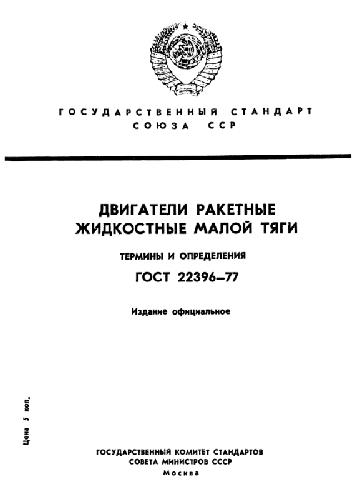 ГОСУДАРСТВЕННЫЙ СТАНДАРТ
СОЮЗА ССР
ДВИГАТЕЛИ РАКЕТНЫЕ
ЖИДКОСТНЫЕ МАЛОЙ ТЯГИ
ТЕРМИНЫ И ОПРЕДЕЛЕНИЯ
ГОСТ 22396—77
Издание официальное
Цена 5 коп.
ГОСУДАРСТВЕННЫЙ КОМИТЕТ СТАНДАРТОВ
СОВЕТА МИНИСТРОВ СССР
Москва